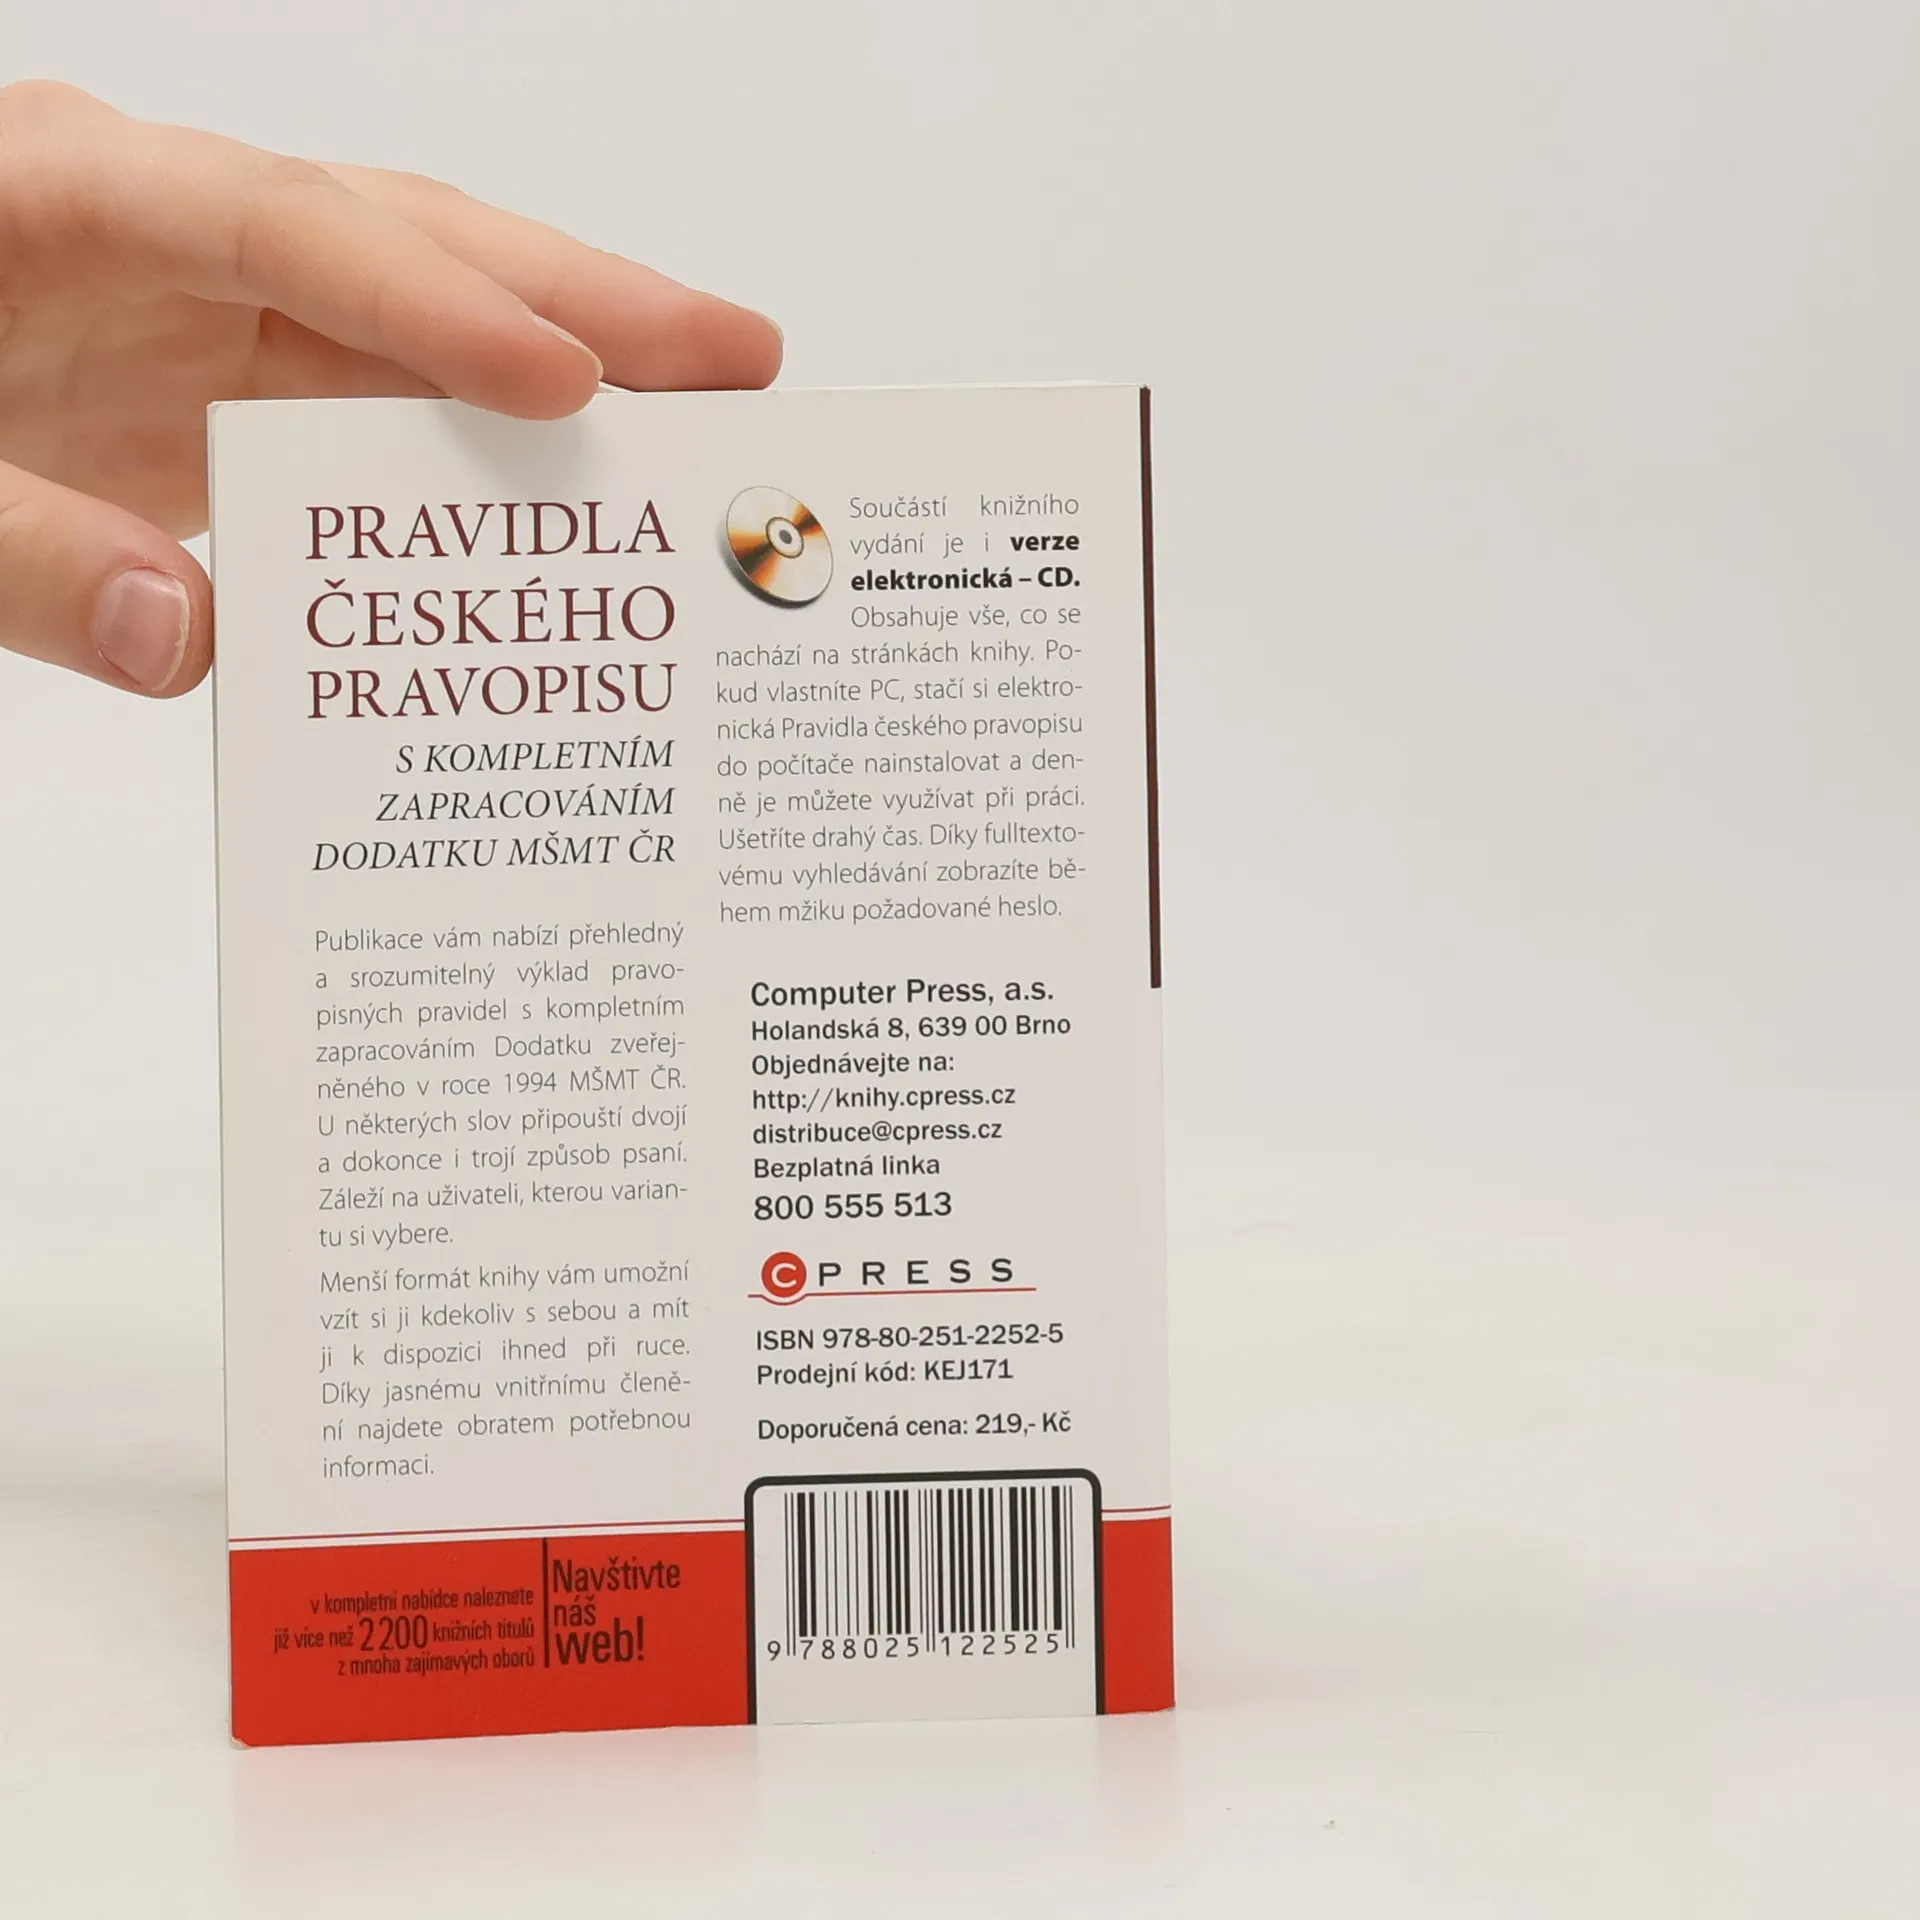 PRAVIDLA
ČESKÉHO
PRAVOPISU
S KOMPLETNÍM
ZAPRACOVÁNÍM
DODATKU MŠMT ČR
Publikace vám nabízí přehledný
a srozumitelný výklad pravo-
pisných pravidel s kompletním
zapracováním Dodatku zveřej-
něného v roce 1994 MŠMT ČR.
U některých slov připouští dvojí
a dokonce i trojí způsob psaní.
Záleží na uživateli, kterou varian-
tu si vybere.
Menší formát knihy vám umožní
vzít si ji kdekoliv s sebou a mít
ji k dispozici ihned při ruce.
Díky jasnému vnitřnímu členě-
ní najdete obratem potřebnou
informaci.
Součástí knižního
vydání je i verze
elektronická – CD.
Obsahuje vše, co se
nachází na stránkách knihy. Po-
kud vlastníte PC, stačí si elektro-
nická Pravidla českého pravopisu
do počítače nainstalovat a den-
ně je můžete využívat při práci.
Ušetříte drahý čas. Díky fulltexto-
vému vyhledávání zobrazíte bě-
hem mžiku požadované heslo.
Computer Press, a.s.
Holandská 8, 639 00 Brno
Objednávejte na:
http://knihy.cpress.cz
distribuce@cpress.cz
Bezplatná linka
800 555 513
CPRESS
ISBN 978-80-251-2252-5
Prodejní kód: KEJ171
Doporučená cena: 219,- Kč
v kompletní nabídce naleznete
již více než 2200 knižních titulů
z mnoha zajímavých oborů
Navštivte
náš
web!
9 788025 122525